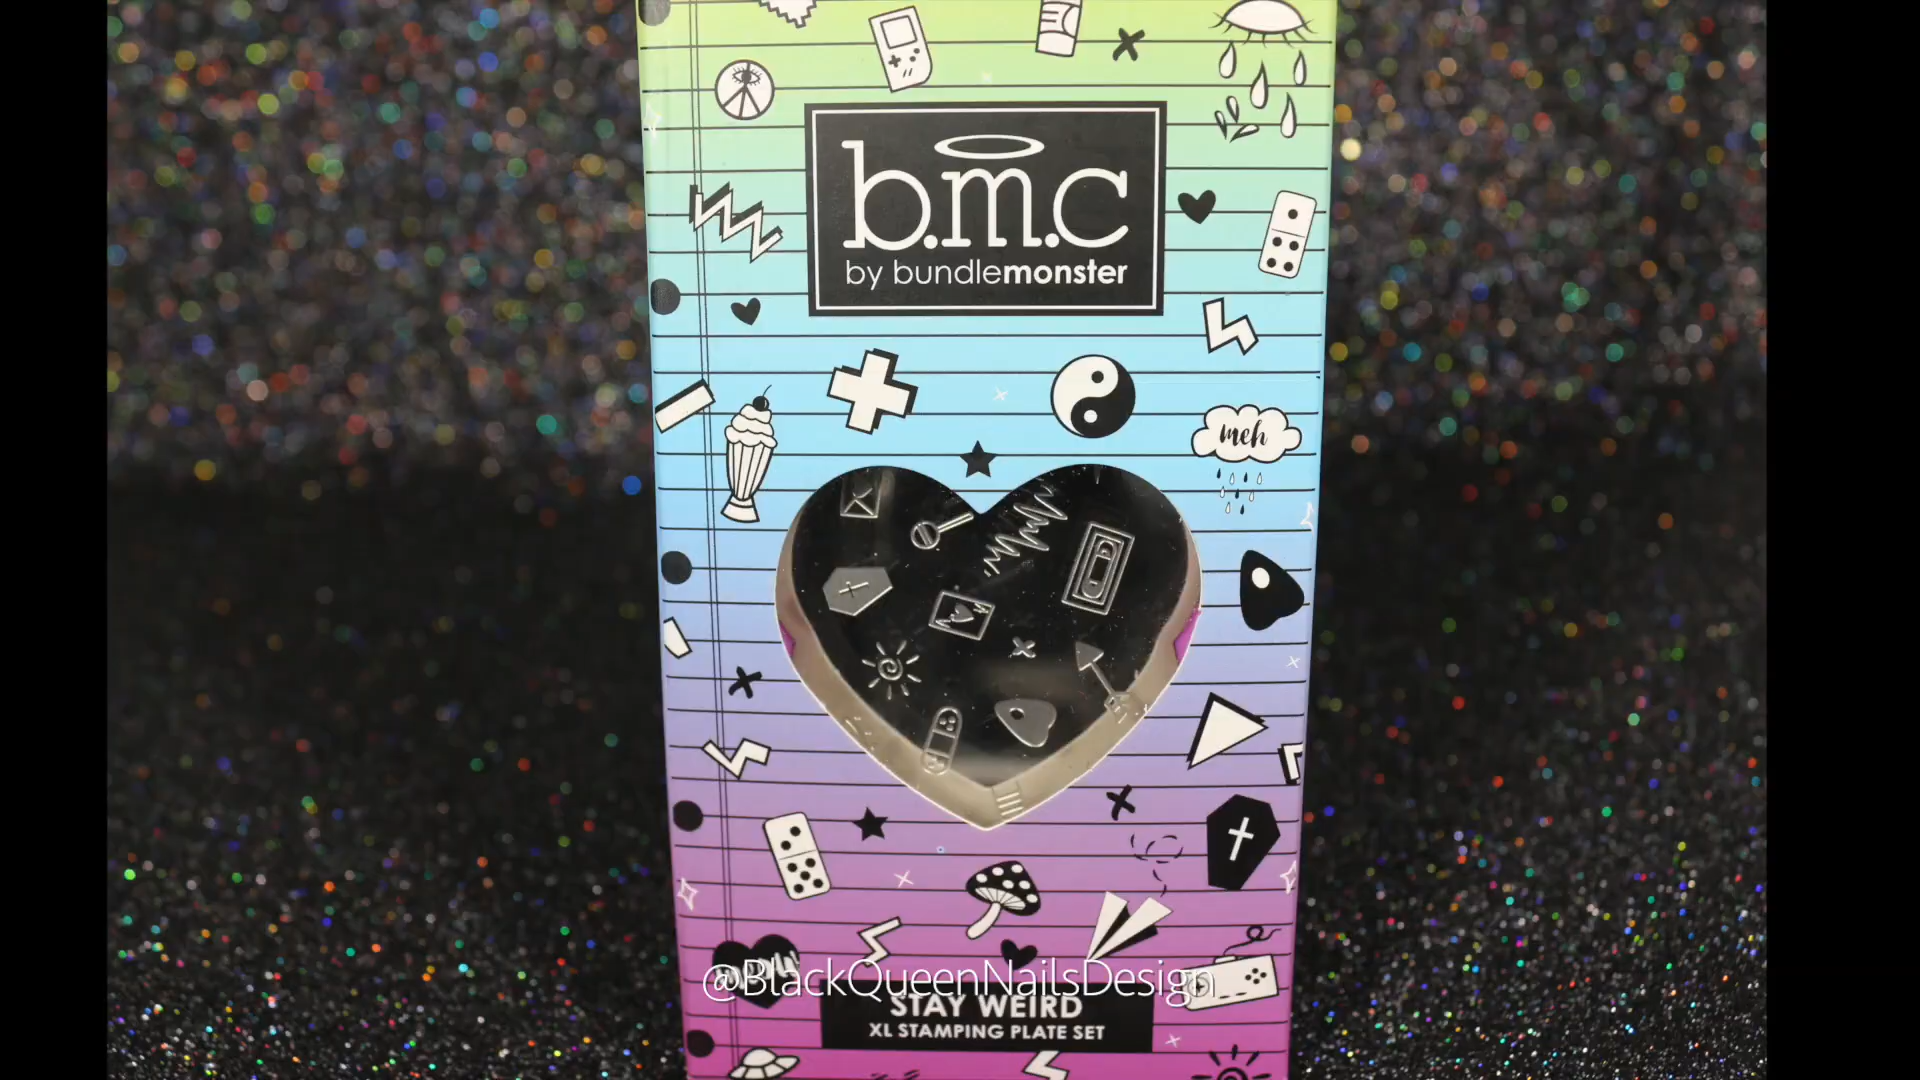 b.m.c
by bundlemonster
meh
@BlackQueenNailsDesign
STAY WEIRD
XL STAMPING PLATE SET